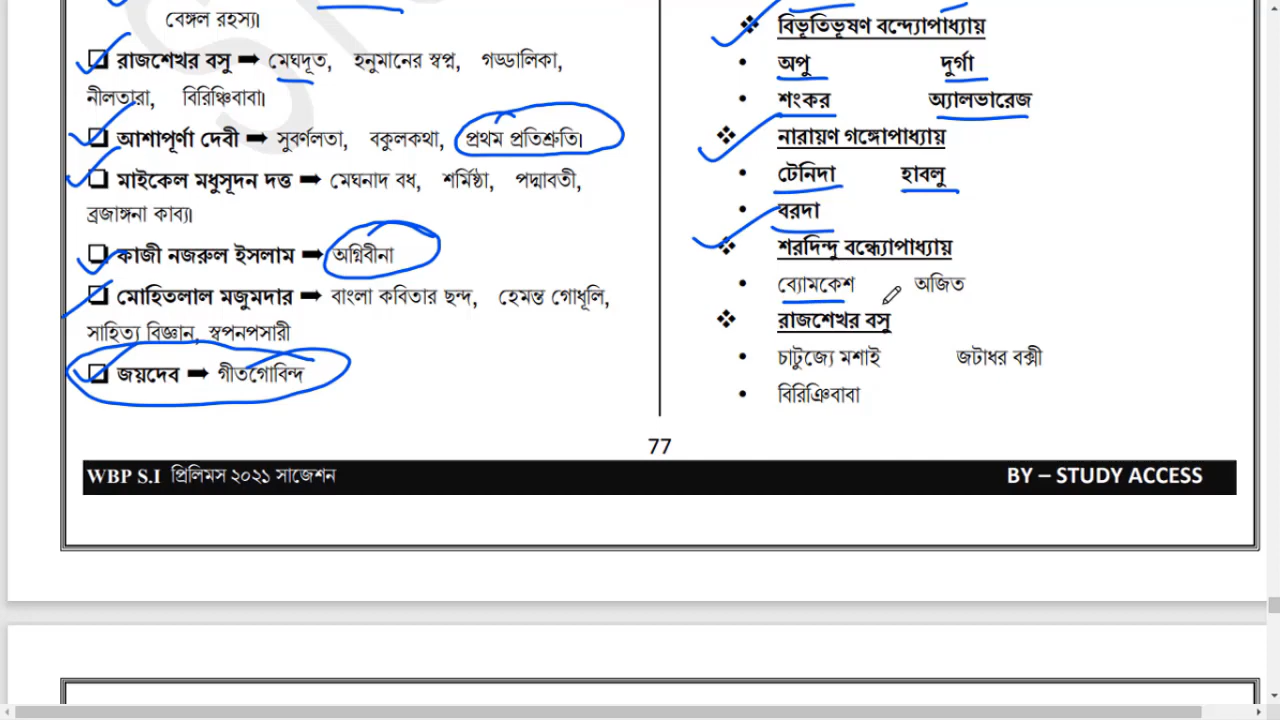 বেঙ্গল রহস্য।
রাজশেখর বসু ➡ মেঘদূত, হনুমানের স্বপ্ন, গড্ডালিকা,
নীলতারা, বিরিঞ্চিবাবা।
আশাপূর্ণা দেবী ➡ সুবর্ণলতা, বকুলকথা, প্রথম প্রতিশ্রুতি।
মাইকেল মধুসূদন দত্ত ➡ মেঘনাদ বধ, শর্মিষ্ঠা, পদ্মাবতী,
ব্রজাঙ্গনা কাব্য।
কাজী নজরুল ইসলাম ➡ অগ্নিবীনা
মোহিতলাল মজুমদার ➡ বাংলা কবিতার ছন্দ, হেমন্ত গোধূলি,
সাহিত্য বিজ্ঞান, স্বপনপসারী
জয়দেব ➡ গীতগোবিন্দ
বিভূতিভূষণ বন্দ্যোপাধ্যায়
অপু দুর্গা
শংকর অ্যালভারেজ
নারায়ণ গঙ্গোপাধ্যায়
টেনিদা হাবলু
বরদা
শরদিন্দু বন্ধ্যোপাধ্যায়
ব্যোমকেশ অজিত
রাজশেখর বসু
চাটুজ্যে মশাই জটাধর বক্সী
বিরিঞিবাবা
77
WBP S.I প্রিলিমস ২০২১ সাজেশন
BY – STUDY ACCESS